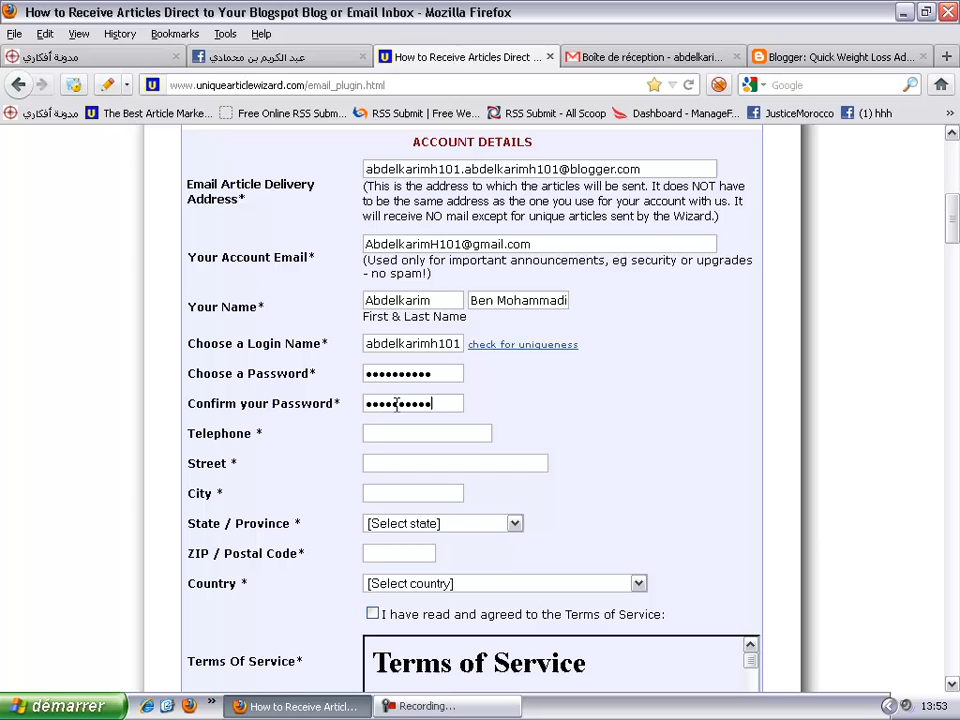 How to Receive Articles Direct to Your Blogspot Blog or Email Inbox - Mozilla Firefox
File Edit View History Bookmarks Tools Help
مدونة أفكاري
عبد الكريم بن محمادي
How to Receive Articles Direct ...
Boîte de réception - abdelkari...
Blogger: Quick Weight Loss Ad...
www.uniquearticlewizard.com/email_plugin.html
Google
مدونة أفكاري
The Best Article Marke...
Free Online RSS Subm...
RSS Submit | Free We...
RSS Submit - All Scoop
Dashboard - ManageF...
JusticeMorocco
(1) hhh
ACCOUNT DETAILS
Email Article Delivery Address*
abdelkarimh101.abdelkarimh101@blogger.com
(This is the address to which the articles will be sent. It does NOT have
to be the same address as the one you use for your account with us. It
will receive NO mail except for unique articles sent by the Wizard.)
Your Account Email*
AbdelkarimH101@gmail.com
(Used only for important announcements, eg security or upgrades
- no spam!)
Your Name*
Abdelkarim Ben Mohammadi
First & Last Name
Choose a Login Name* abdelkarimh101 check for uniqueness
Choose a Password* ••••••••••
Confirm your Password* ••••••••••
Telephone *
Street *
City *
State / Province * [Select state]
ZIP / Postal Code*
Country * [Select country]
I have read and agreed to the Terms of Service:
Terms Of Service*
Terms of Service
démarrer
How to Receive Articl...
Recording...
13:53